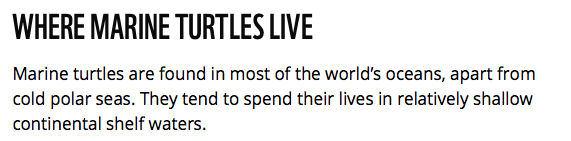 WHERE MARINE TURTLES LIVE
Marine turtles are found in most of the world's oceans, apart from
cold polar seas. They tend to spend their lives in relatively shallow
continental shelf waters.